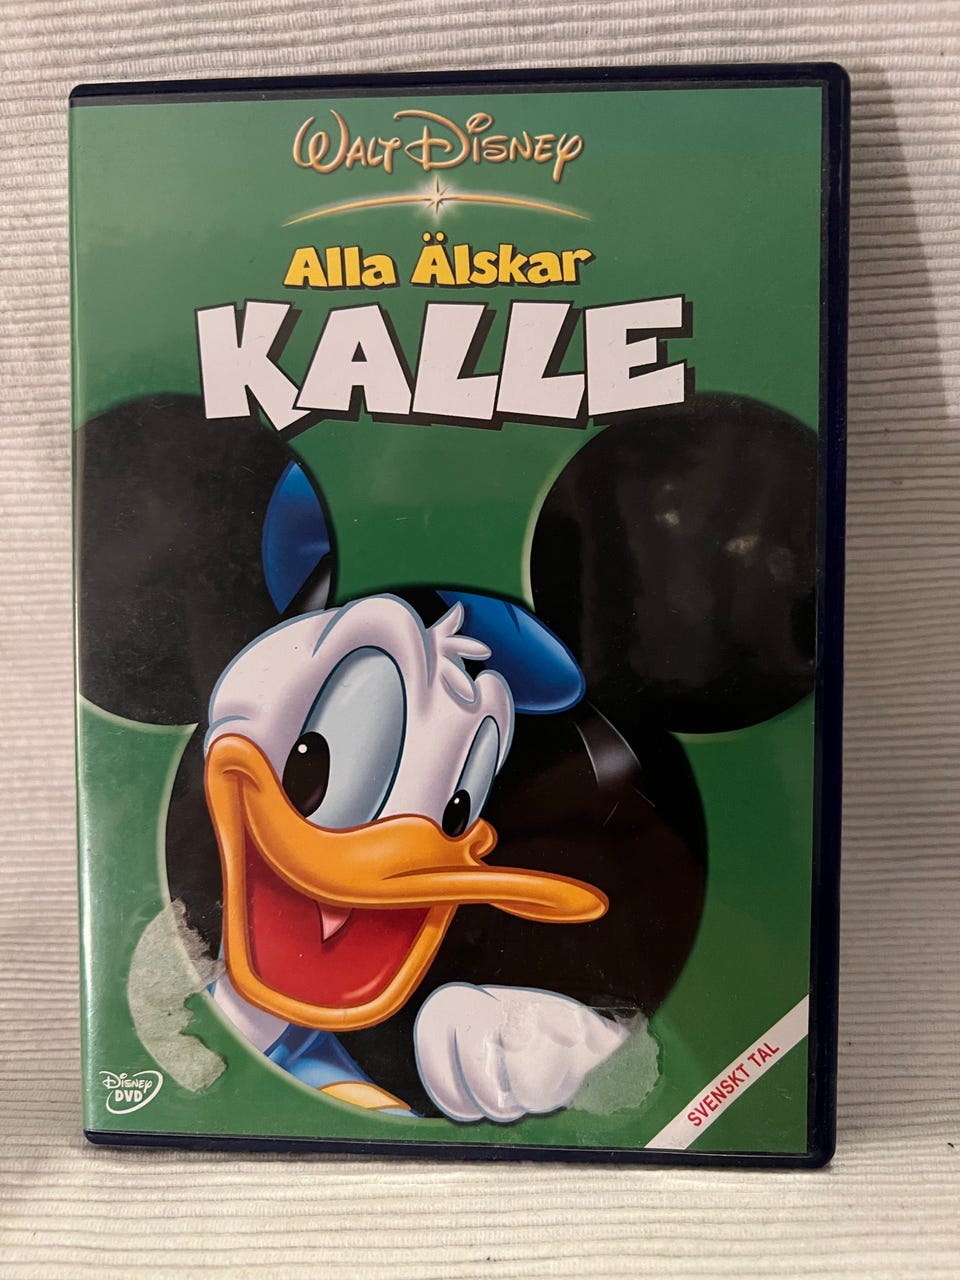 WALT DISNEY
Alla Älskar
KALLE
DISNEY
DVD
SVENSKT TAL